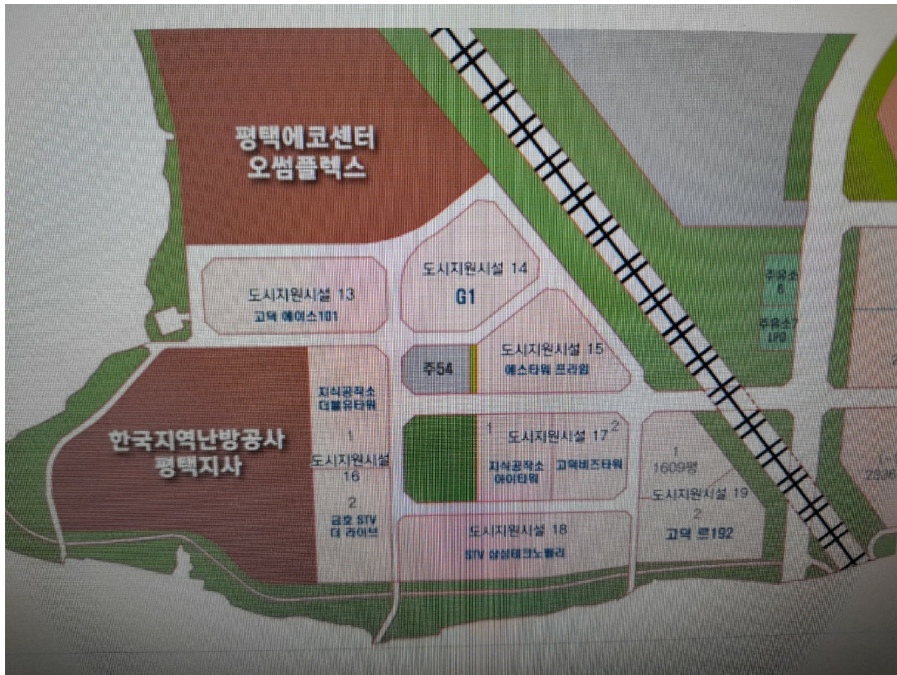 평택에코센터
오썸플렉스
도시지원시설 14
G1
도시지원시설 13
고덕 에이스101
주유소
6
주유소7
LPG
주54
도시지원시설 15
에스타워 프라임
지식공작소
더블유타워
1
도시지원시설
16
2
금호 STV
더 라이브
한국지역난방공사
평택지사
1
도시지원시설 17
2
지식공작소
아이타워
고덕비즈타워
1
1609평
도시지원시설 19
2
고덕 르192
도시지원시설 18
STV